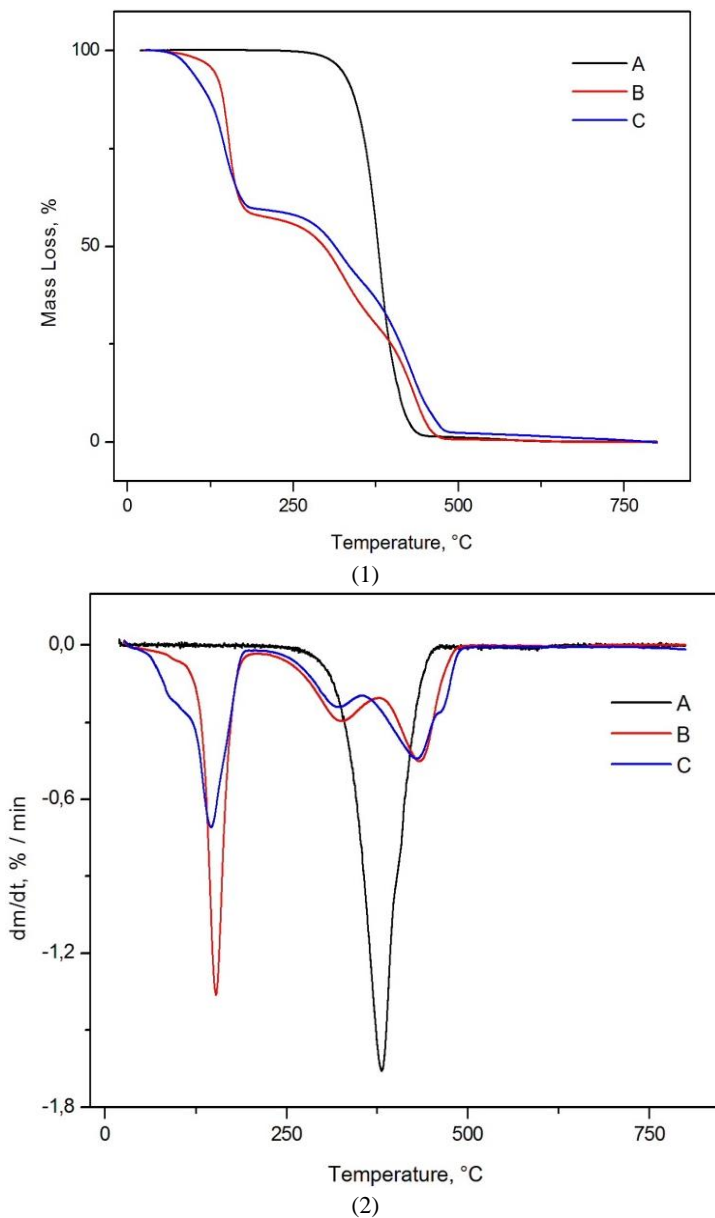 100
A
B
C
50
0
Mass Loss, %
0
250
500
750
Temperature, °C
(1)
0,0
A
B
C
-0,6
-1,2
-1,8
dm/dt, % / min
0
250
500
750
Temperature, °C
(2)